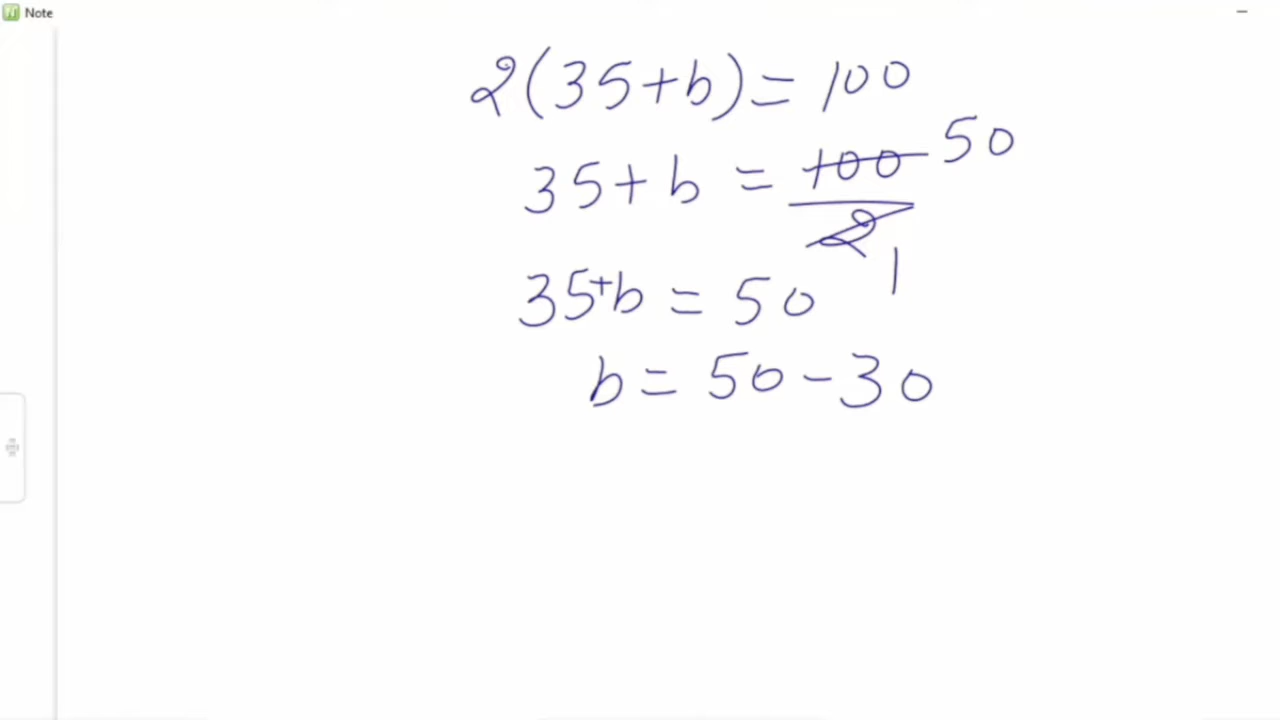 Note
2(35+b) = 100
35+b = 100/2 50 1
35+b = 50
b = 50-30